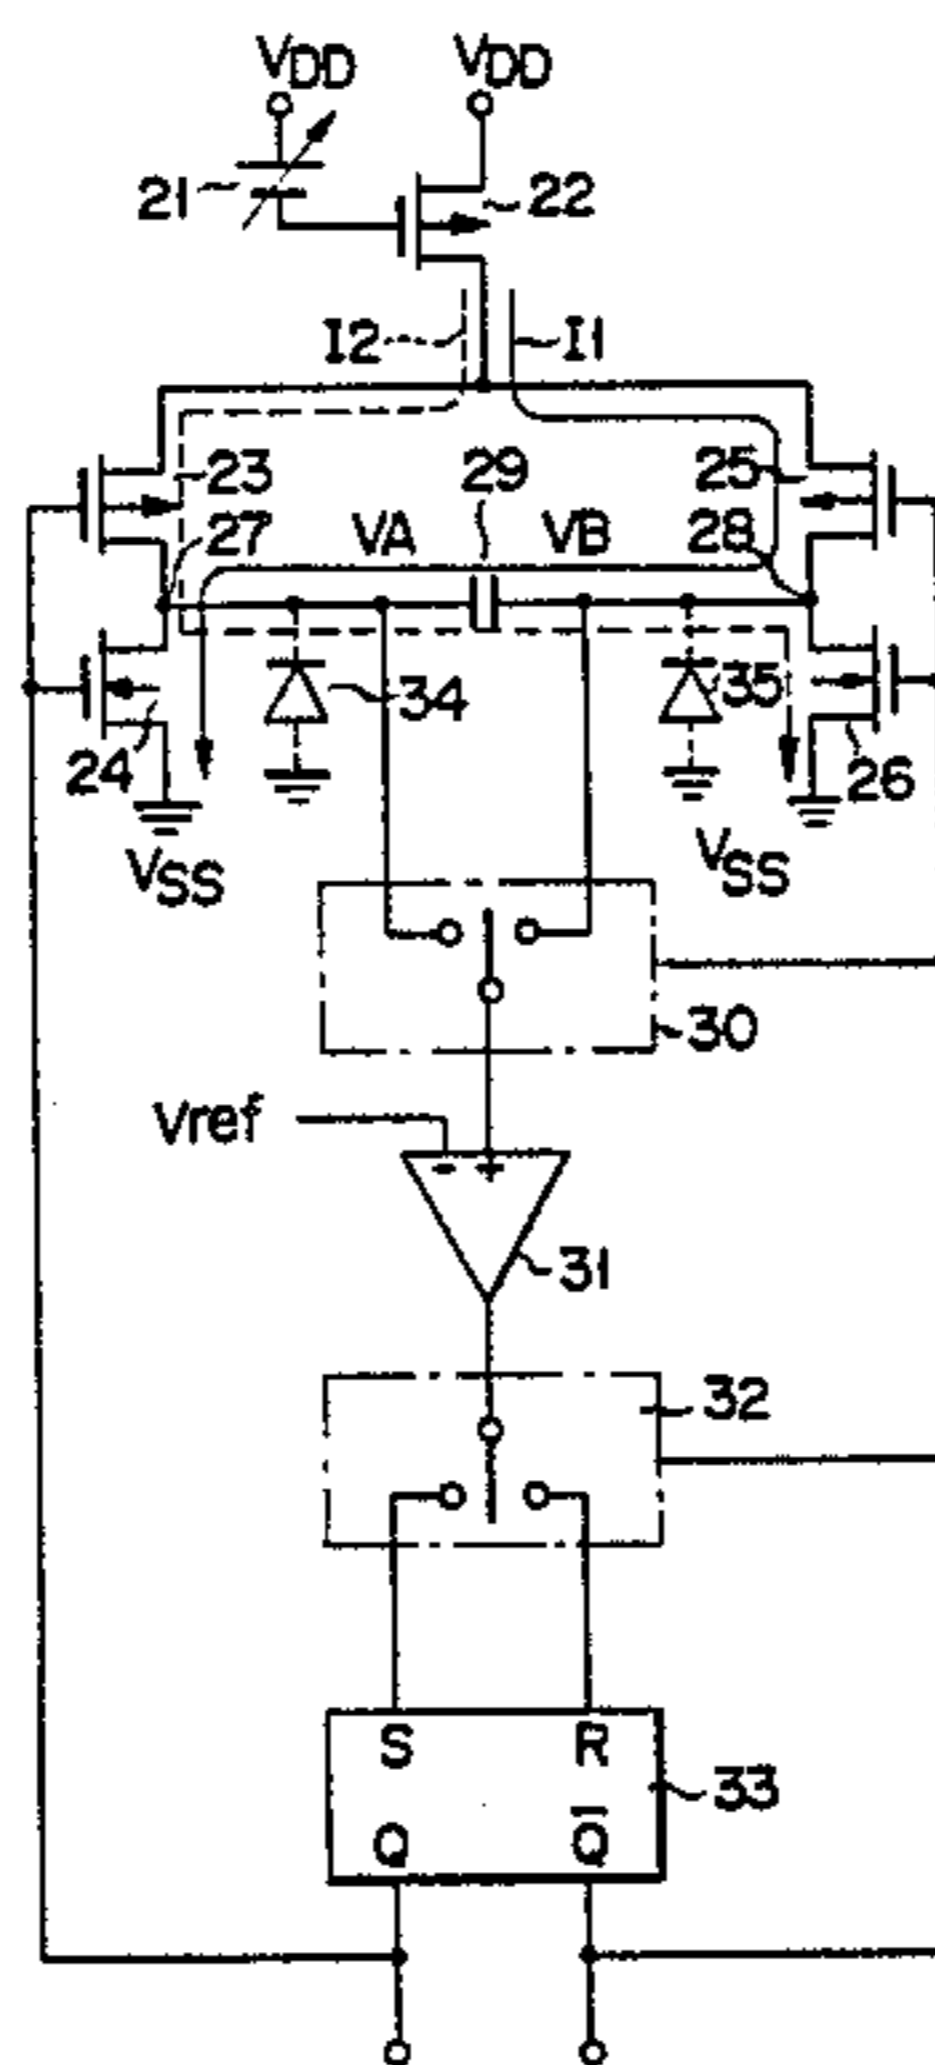 VDD VDD
21 22
I2 I1
23 29 25
27 VA VB 28
34 35
24 26
VSS VSS
30
Vref
- +
31
32
S R
33
Q Q̅